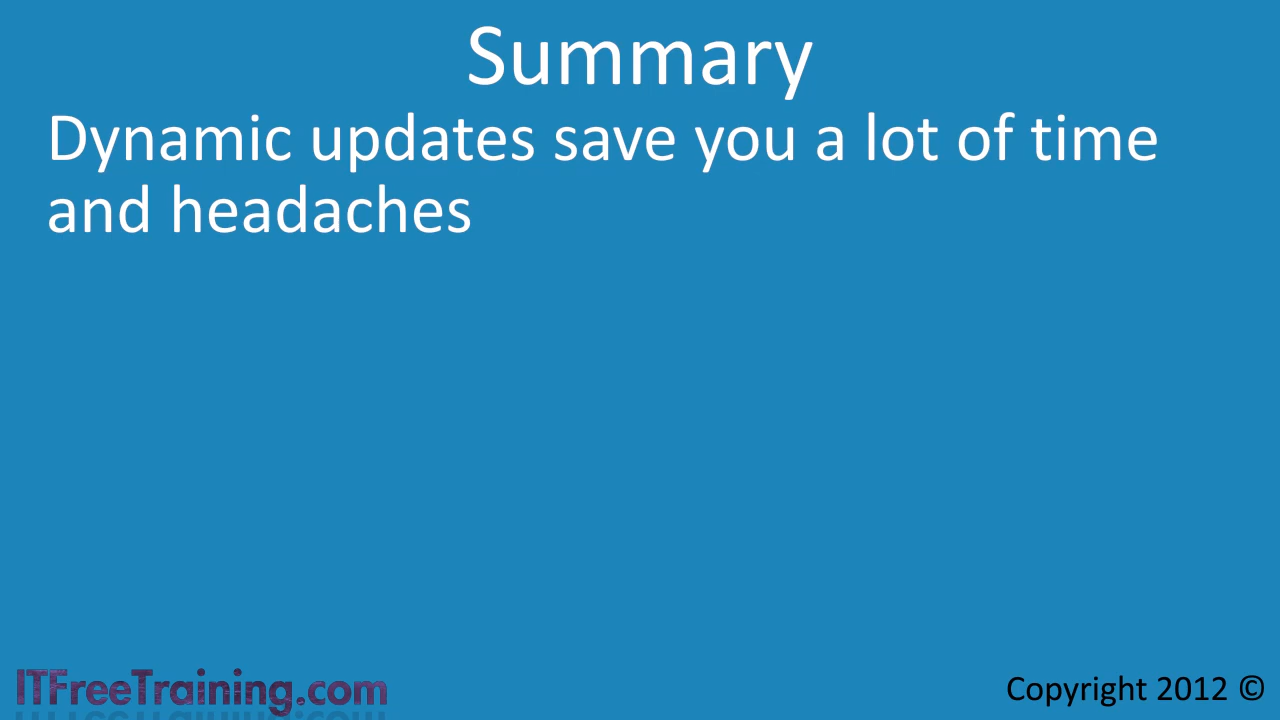 Summary
Dynamic updates save you a lot of time
and headaches
ITFreeTraining.com
Copyright 2012 ©